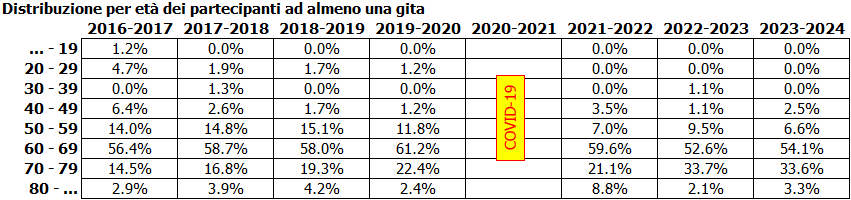 Distribuzione per età dei partecipanti ad almeno una gita
2016-2017 2017-2018 2018-2019 2019-2020 2020-2021 2021-2022 2022-2023 2023-2024
... - 19 1.2% 0.0% 0.0% 0.0% 0.0% 0.0% 0.0%
20 - 29 4.7% 1.9% 1.7% 1.2% 0.0% 0.0% 0.0%
30 - 39 0.0% 1.3% 0.0% 0.0% 0.0% 1.1% 0.0%
40 - 49 6.4% 2.6% 1.7% 1.2% 3.5% 1.1% 2.5%
50 - 59 14.0% 14.8% 15.1% 11.8% 7.0% 9.5% 6.6%
60 - 69 56.4% 58.7% 58.0% 61.2% 59.6% 52.6% 54.1%
70 - 79 14.5% 16.8% 19.3% 22.4% 21.1% 33.7% 33.6%
80 - ... 2.9% 3.9% 4.2% 2.4% 8.8% 2.1% 3.3%
COVID-19